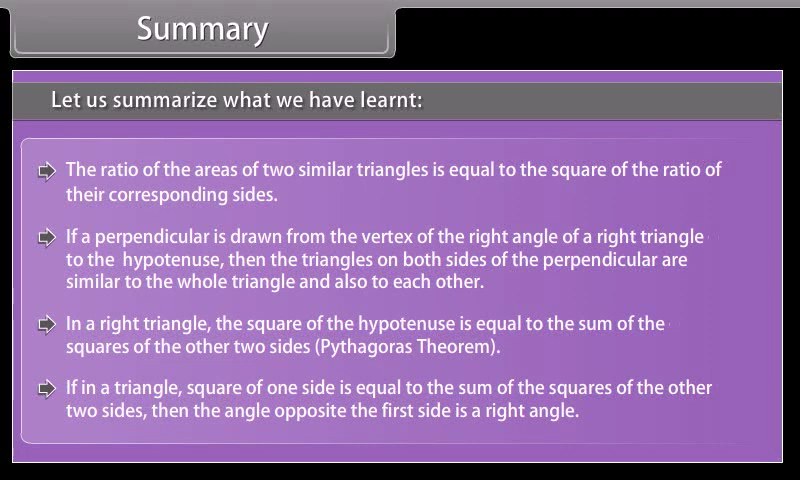 Summary
Let us summarize what we have learnt:
The ratio of the areas of two similar triangles is equal to the square of the ratio of
their corresponding sides.
If a perpendicular is drawn from the vertex of the right angle of a right triangle
to the hypotenuse, then the triangles on both sides of the perpendicular are
similar to the whole triangle and also to each other.
In a right triangle, the square of the hypotenuse is equal to the sum of the
squares of the other two sides (Pythagoras Theorem).
If in a triangle, square of one side is equal to the sum of the squares of the other
two sides, then the angle opposite the first side is a right angle.